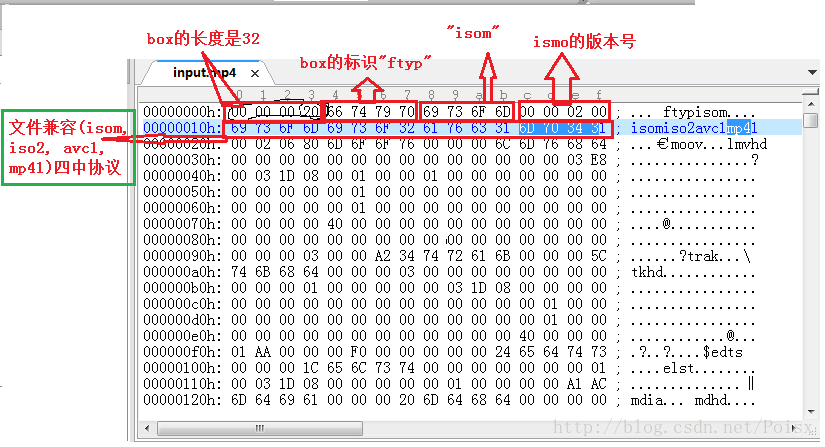 box的长度是32
"isom"
box的标识"ftyp"
ismo的版本号
input.mp4 ×
文件兼容(isom,
iso2, avc1,
mp41)四中协议
0 1 2 3 4 5 6 7 8 9 a b c d e f
00000000h: 00 00 00 20 66 74 79 70 69 73 6F 6D 00 00 02 00 ; ... ftypisom....
00000010h: 69 73 6F 6D 69 73 6F 32 61 76 63 31 6D 70 34 31 ; isomiso2avc1mp41
00000020h: 00 02 06 80 6D 6F 6F 76 00 00 00 6C 6D 76 68 64 ; ...€moov...lmvhd
00000030h: 00 00 00 00 00 00 00 00 00 00 00 00 00 00 03 E8 ; ..............?
00000040h: 00 03 1D 08 00 01 00 00 01 00 00 00 00 00 00 00 ; ................
00000050h: 00 00 00 00 00 01 00 00 00 00 00 00 00 00 00 00 ; ................
00000060h: 00 00 00 00 00 01 00 00 00 00 00 00 00 00 00 00 ; ................
00000070h: 00 00 00 00 40 00 00 00 00 00 00 00 00 00 00 00 ; ....@...........
00000080h: 00 00 00 00 00 00 00 00 00 00 00 00 00 00 00 00 ; ................
00000090h: 00 00 00 03 00 00 A2 34 74 72 61 6B 00 00 00 5C ; ......?trak...\
000000a0h: 74 6B 68 64 00 00 00 03 00 00 00 00 00 00 00 00 ; tkhd............
000000b0h: 00 00 00 01 00 00 00 00 00 03 1D 08 00 00 00 00 ; ................
000000c0h: 00 00 00 00 00 00 00 00 00 00 00 00 00 01 00 00 ; ................
000000d0h: 00 00 00 00 00 00 00 00 00 00 00 00 00 01 00 00 ; ................
000000e0h: 00 00 00 00 00 00 00 00 00 00 00 00 40 00 00 00 ; ............@...
000000f0h: 01 AA 00 00 00 F0 00 00 00 00 00 24 65 64 74 73 ; .?..?....$edts
00000100h: 00 00 00 1C 65 6C 73 74 00 00 00 00 00 00 00 01 ; ....elst........
00000110h: 00 03 1D 08 00 00 00 00 00 01 00 00 00 00 A1 AC ; ..............‖
00000120h: 6D 64 69 61 00 00 00 20 6D 64 68 64 00 00 00 00 ; mdia... mdhd....
http://blog.csdn.net/Poisx